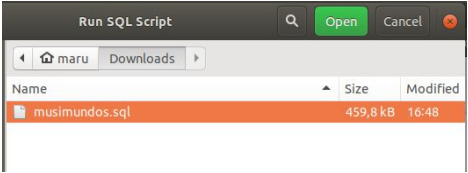 Run SQL Script
Open
Cancel
maru
Downloads
Name
Size
Modified
musimundos.sql
459,8 kB
16:48